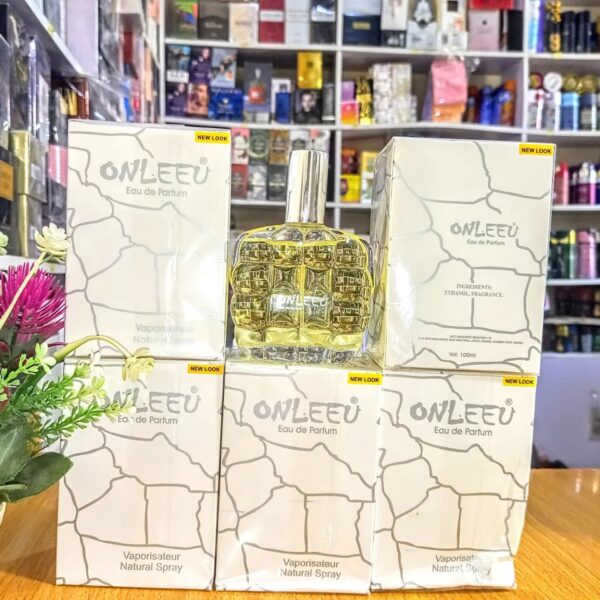 NEW LOOK
ONLEEU®
Eau de Parfum
Vaporisateur
Natural Spray
ONLEEU
NEW LOOK
ONLEEU®
Eau de Parfum
INGREDIENTS:
ETHANOL, FRAGRANCE.
Vol: 100ml
NEW LOOK
ONLEEU®
Eau de Parfum
Vaporisateur
Natural Spray
NEW LOOK
ONLEEU®
Eau de Parfum
Vaporisateur
Natural Spray
NEW LOOK
ONLEEU®
Eau de Parfum
Vaporisateur
Natural Spray